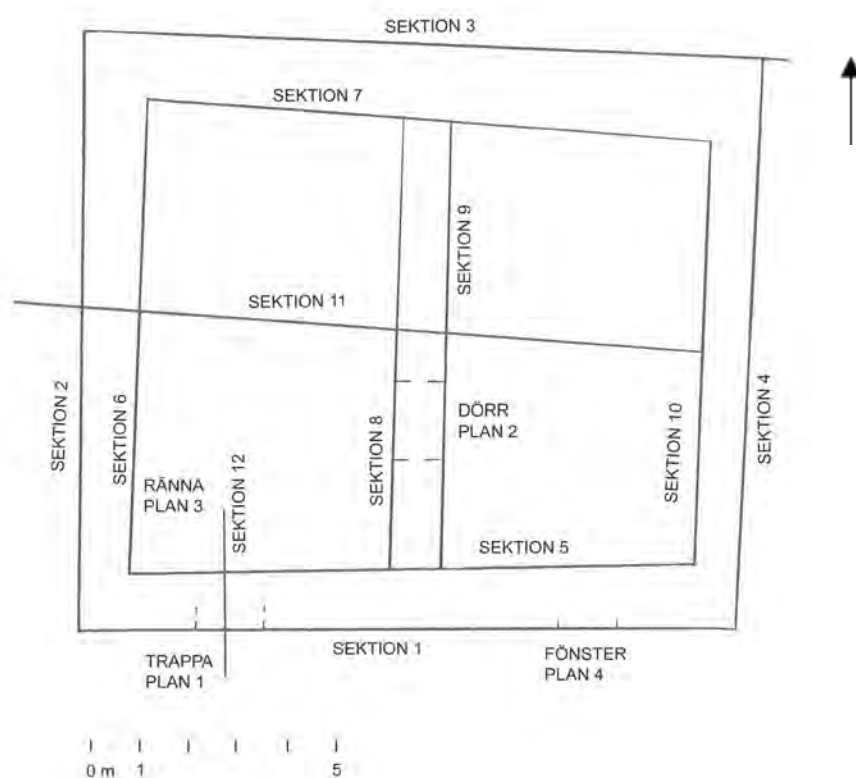 SEKTION 3
SEKTION 7
SEKTION 9
SEKTION 11
SEKTION 2
SEKTION 6
SEKTION 12
SEKTION 8
SEKTION 10
SEKTION 4
DÖRR
PLAN 2
RÄNNA
PLAN 3
SEKTION 5
SEKTION 1
TRAPPA
PLAN 1
FÖNSTER
PLAN 4
0 m 1 5